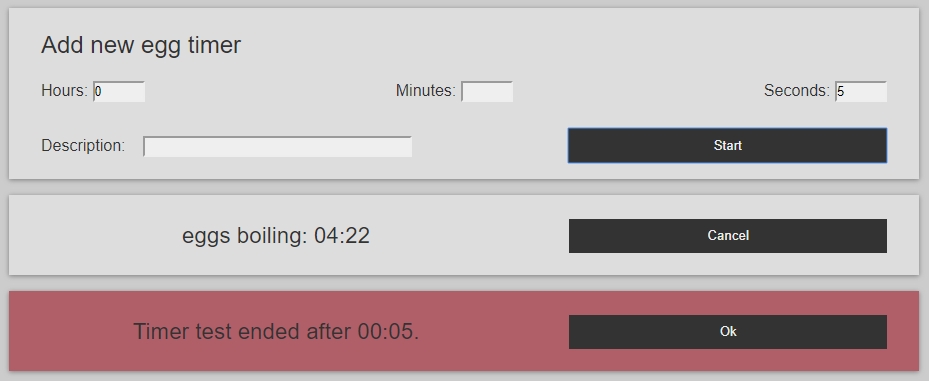 Add new egg timer
Hours: 0 Minutes: Seconds: 5
Description: Start
eggs boiling: 04:22 Cancel
Timer test ended after 00:05. Ok